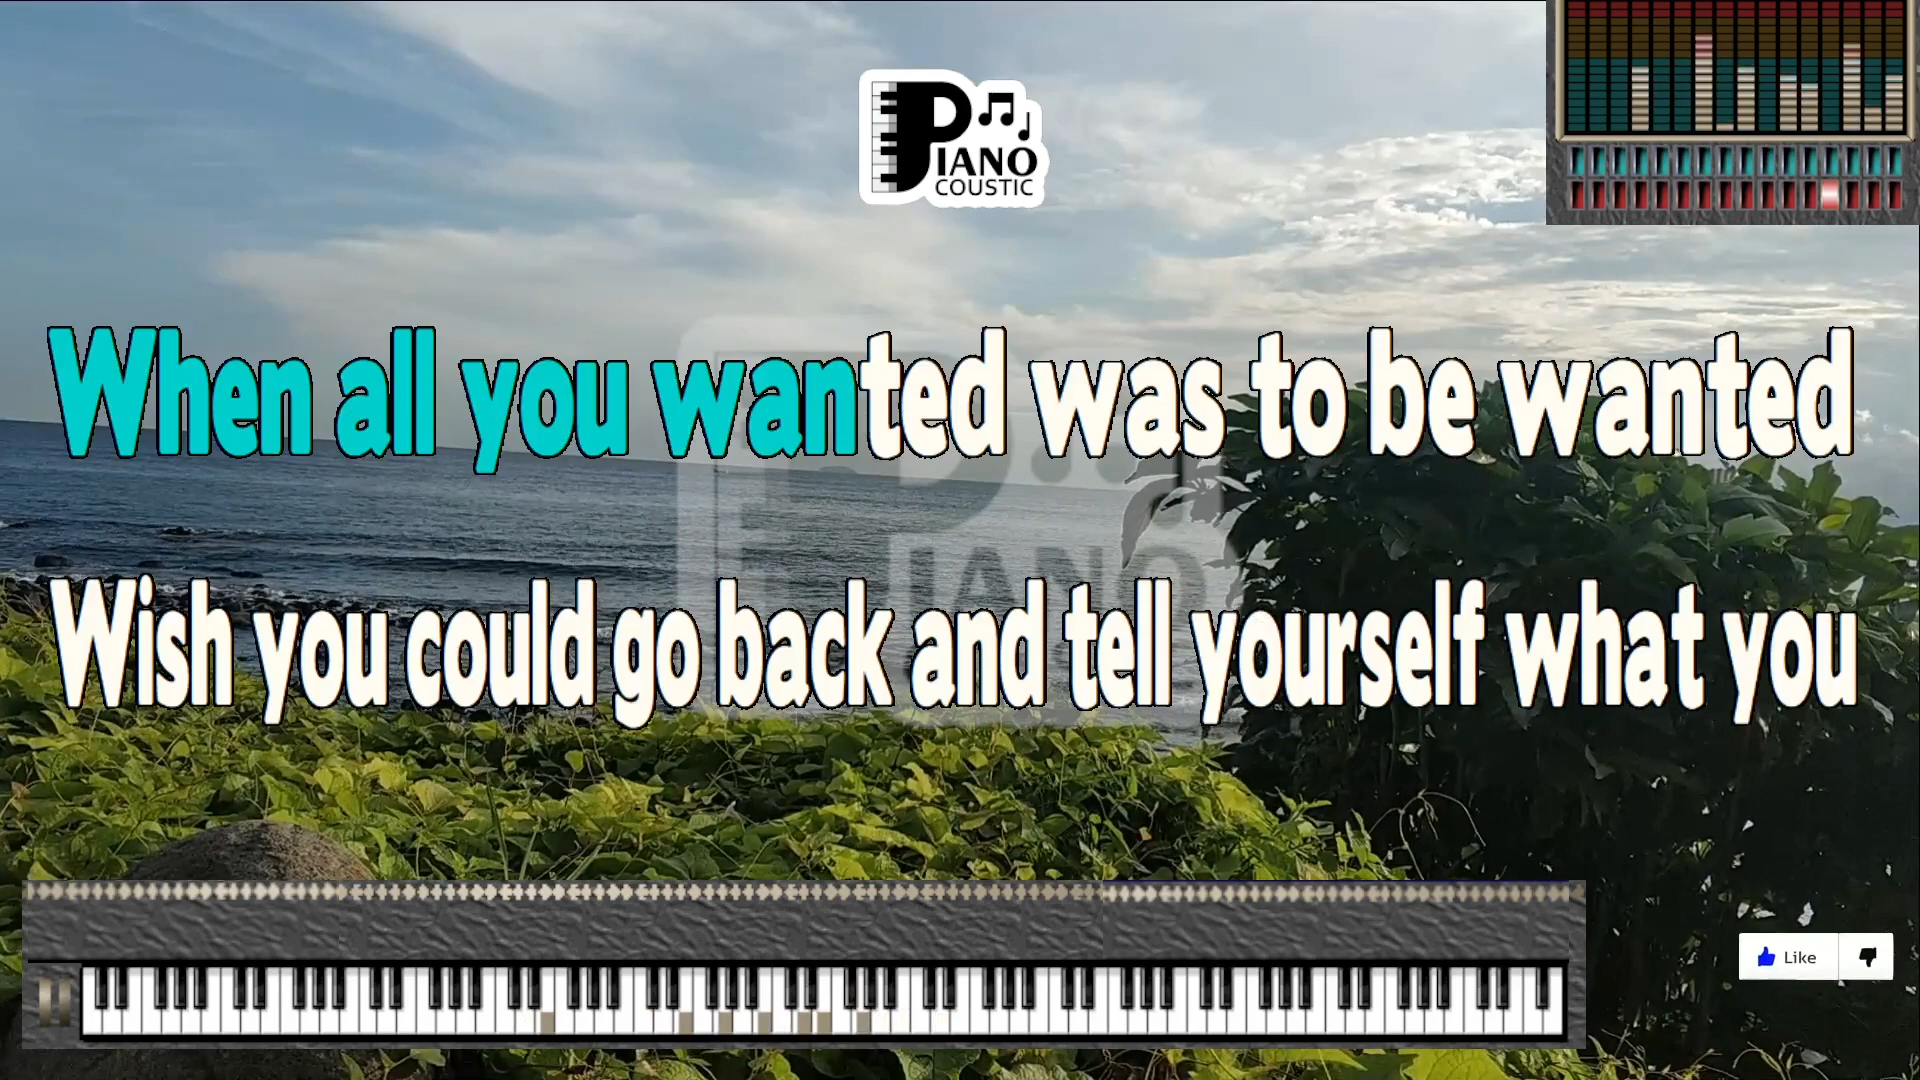 PIANO
COUSTIC
When all you wanted was to be wanted
PIANO
Wish you could go back and tell yourself what you
Like